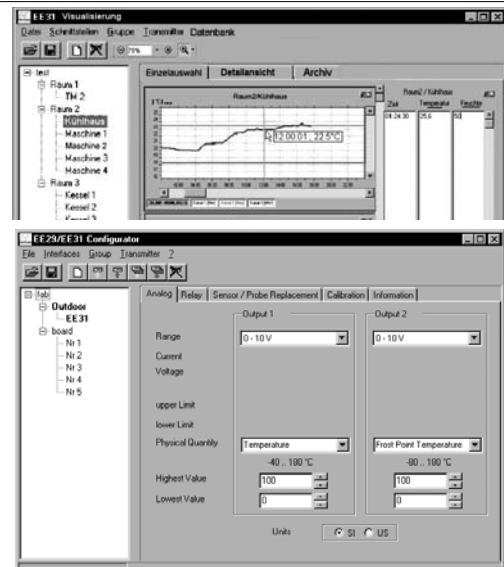 EE31 Visualisierung
Datei Schnittstellen Gruppe Transmitter Datenbank
test
Raum 1
TM 2
Raum 2
Kühlhaus
Maschine 1
Maschine 2
Maschine 3
Maschine 4
Raum 3
Kessel 1
Kessel 2
Einzelauswahl Detailansicht Archiv
Raum2/Kühlhaus
12:00:01 , 22.5°C
Raum2 / Kühlhaus
Zeit Temperatur Feuchte
01:24:30 25,6 50
EE29/EE31 Configurator
File Interfaces Group Transmitter ?
fab
Outdoor
EE31
board
Nr 1
Nr 2
Nr 3
Nr 4
Nr 5
Analog Relay Sensor / Probe Replacement Calibration Information
Output 1 Output 2
Range 0 - 10 V 0 - 10 V
Current
Voltage
upper Limit
lower Limit
Physical Quantity Temperature Frost Point Temperature
-40 .. 180 °C -80 .. 180 °C
Highest Value 100 100
Lowest Value 0 0
Units SI US